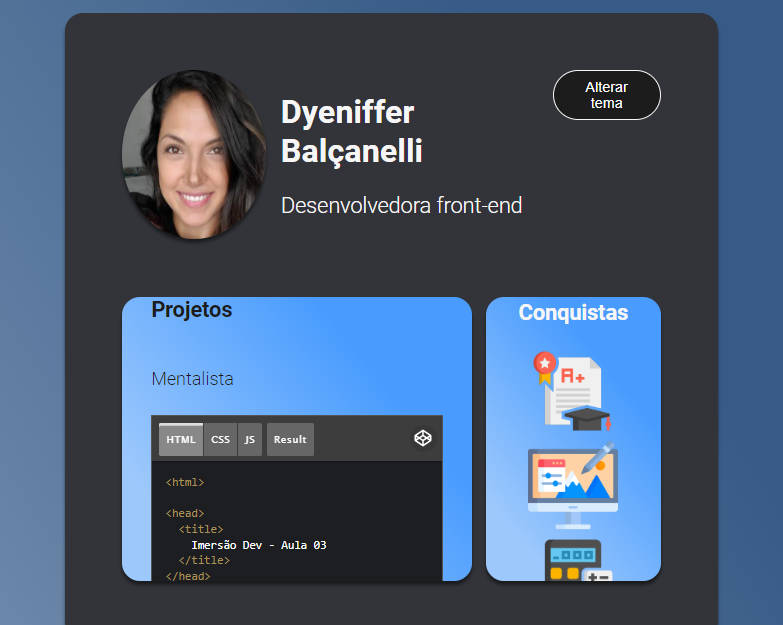 Dyeniffer
Balçanelli
Desenvolvedora front-end
Alterar
tema
Projetos
Mentalista
HTML CSS JS Result
<html>
<head>
<title>
Imersão Dev - Aula 03
</title>
</head>
Conquistas
A+